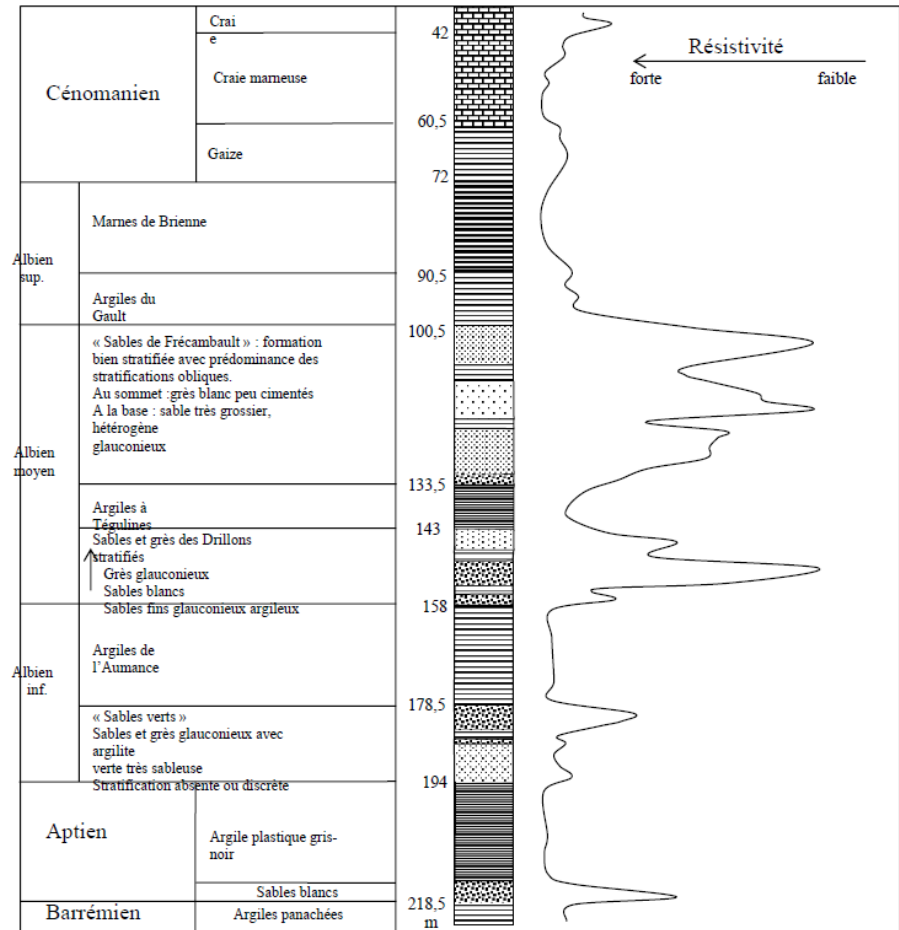 Crai
e
42
Résistivité
forte
faible
Cénomanien
Craie marneuse
60,5
Gaize
72
Marnes de Brienne
Albien
sup.
90,5
Argiles du
Gault
100,5
« Sables de Frécambault » : formation
bien stratifiée avec prédominance des
stratifications obliques.
Au sommet :grès blanc peu cimentés
A la base : sable très grossier,
hétérogène
glauconieux
Albien
moyen
133,5
Argiles à
Tégulines
143
Sables et grès des Drillons
stratifiés
Grès glauconieux
Sables blancs
Sables fins glauconieux argileux
158
Argiles de
l'Aumance
Albien
inf.
178,5
« Sables verts »
Sables et grès glauconieux avec
argilite
verte très sableuse
Stratification absente ou discrète
194
Aptien
Argile plastique gris-
noir
Sables blancs
218,5
m
Barrémien
Argiles panachées